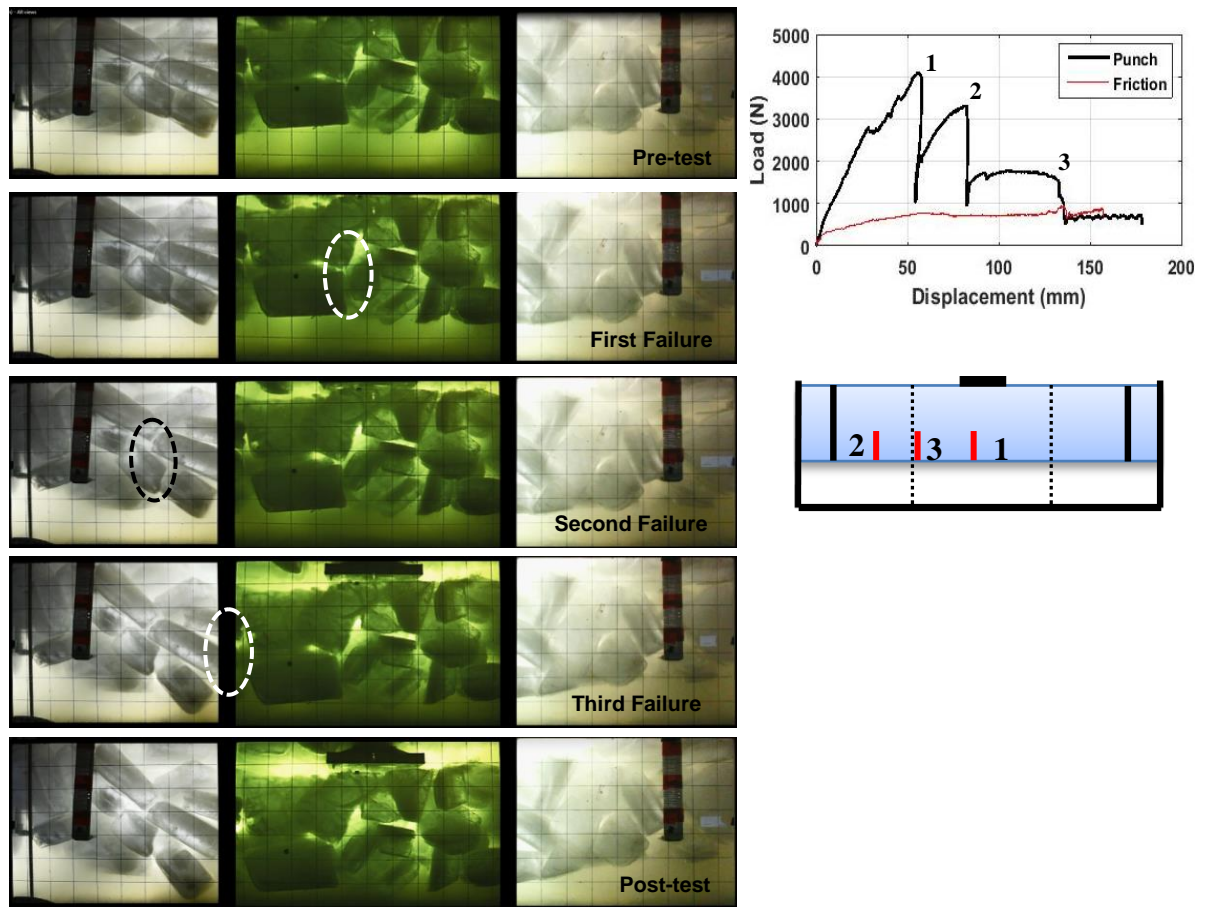 Pre-test
First Failure
Second Failure
Third Failure
Post-test
5000
4000
3000
2000
1000
0
Load (N)
0 50 100 150 200
Displacement (mm)
Punch
Friction
1
2
3
2 3 1